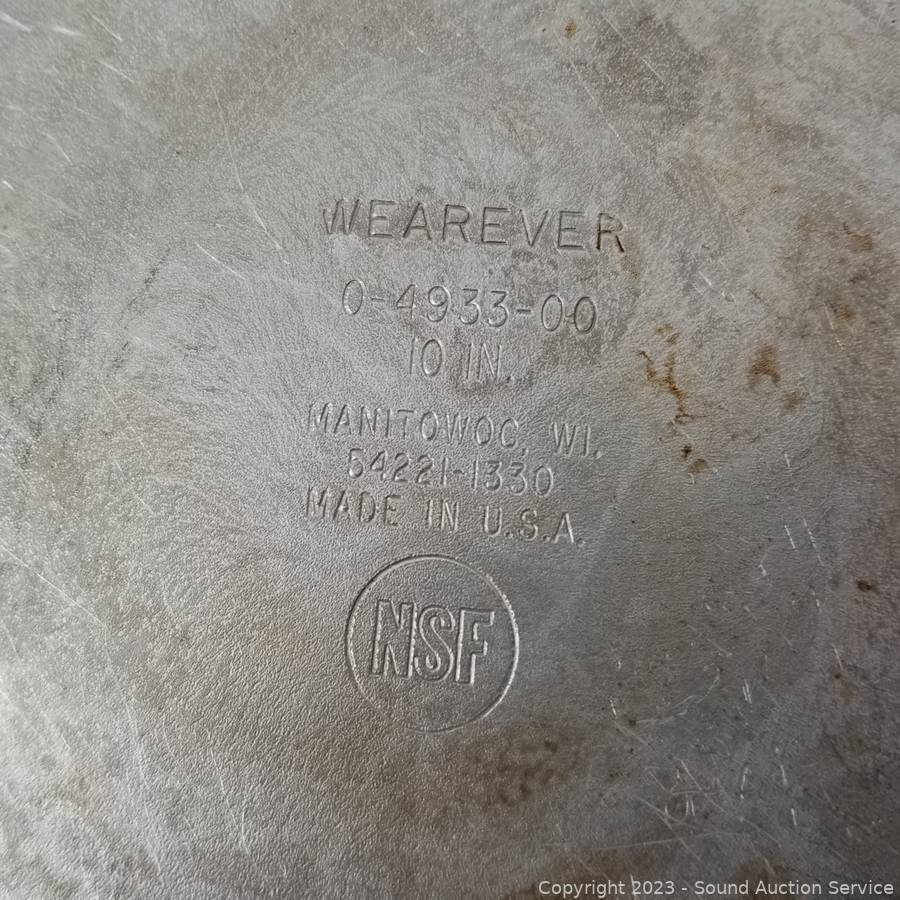 WEAREVER
0-4933-00
10 IN.
MANITOWOC, WI.
54221-1330
MADE IN U.S.A.
NSF
Copyright 2023 - Sound Auction Service